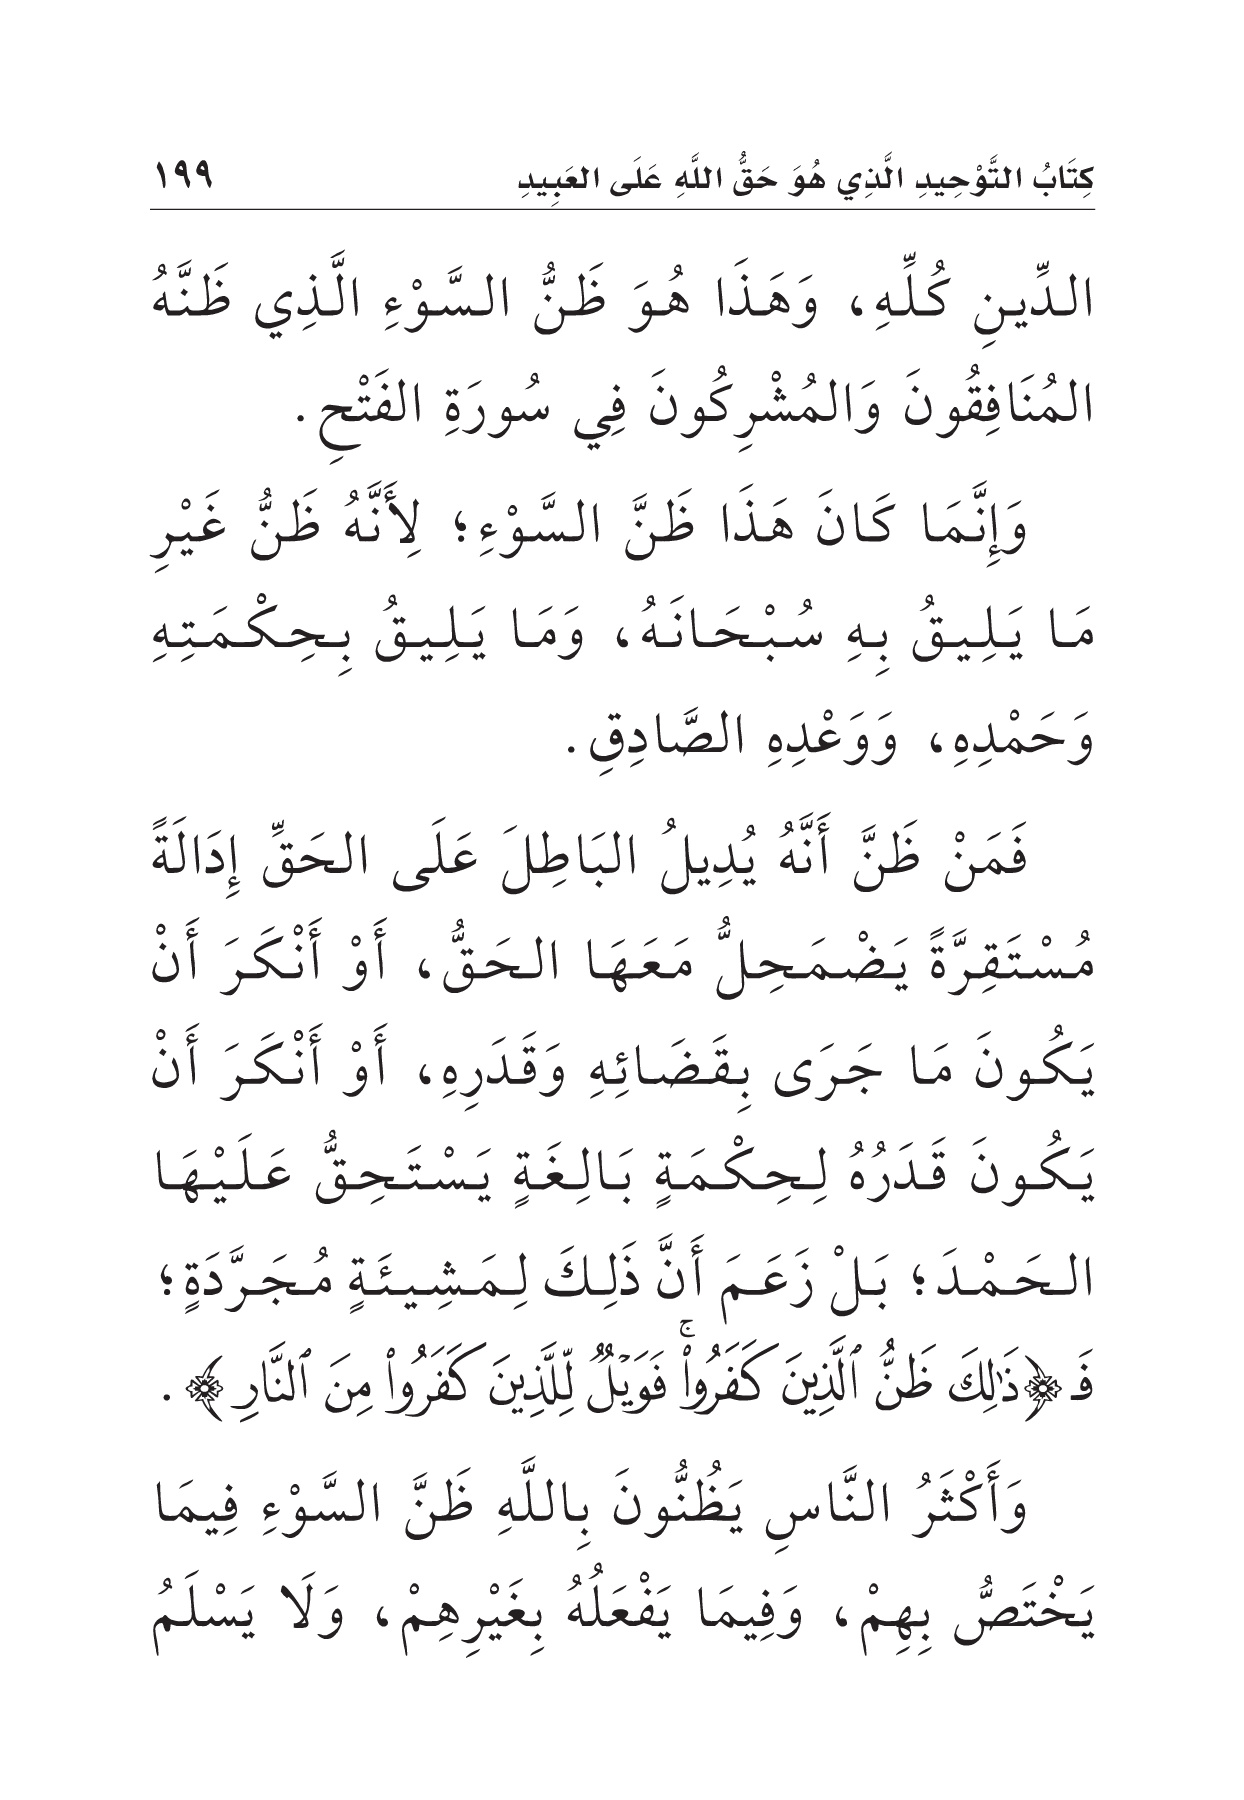 كِتَابُ التَّوْحِيدِ الَّذِي هُوَ حَقُّ اللَّهِ عَلَى العَبِيدِ ١٩٩
الدِّينِ كُلِّهِ، وَهَذَا هُوَ ظَنُّ السَّوْءِ الَّذِي ظَنَّهُ
المُنَافِقُونَ وَالمُشْرِكُونَ فِي سُورَةِ الفَتْحِ.
وَإِنَّمَا كَانَ هَذَا ظَنَّ السَّوْءِ؛ لِأَنَّهُ ظَنُّ غَيْرِ
مَا يَلِيقُ بِهِ سُبْحَانَهُ، وَمَا يَلِيقُ بِحِكْمَتِهِ
وَحَمْدِهِ، وَوَعْدِهِ الصَّادِقِ.
فَمَنْ ظَنَّ أَنَّهُ يُدِيلُ البَاطِلَ عَلَى الحَقِّ إِدَالَةً
مُسْتَقِرَّةً يَضْمَحِلُّ مَعَهَا الحَقُّ، أَوْ أَنْكَرَ أَنْ
يَكُونَ مَا جَرَى بِقَضَائِهِ وَقَدَرِهِ، أَوْ أَنْكَرَ أَنْ
يَكُونَ قَدَرُهُ لِحِكْمَةٍ بَالِغَةٍ يَسْتَحِقُّ عَلَيْهَا
الحَمْدَ؛ بَلْ زَعَمَ أَنَّ ذَلِكَ لِمَشِيئَةٍ مُجَرَّدَةٍ؛
فَـ ﴿ذَٰلِكَ ظَنُّ ٱلَّذِينَ كَفَرُواْۚ فَوَيْلٌ لِّلَّذِينَ كَفَرُواْ مِنَ ٱلنَّارِ﴾.
وَأَكْثَرُ النَّاسِ يَظُنُّونَ بِاللَّهِ ظَنَّ السَّوْءِ فِيمَا
يَخْتَصُّ بِهِمْ، وَفِيمَا يَفْعَلُهُ بِغَيْرِهِمْ، وَلَا يَسْلَمُ